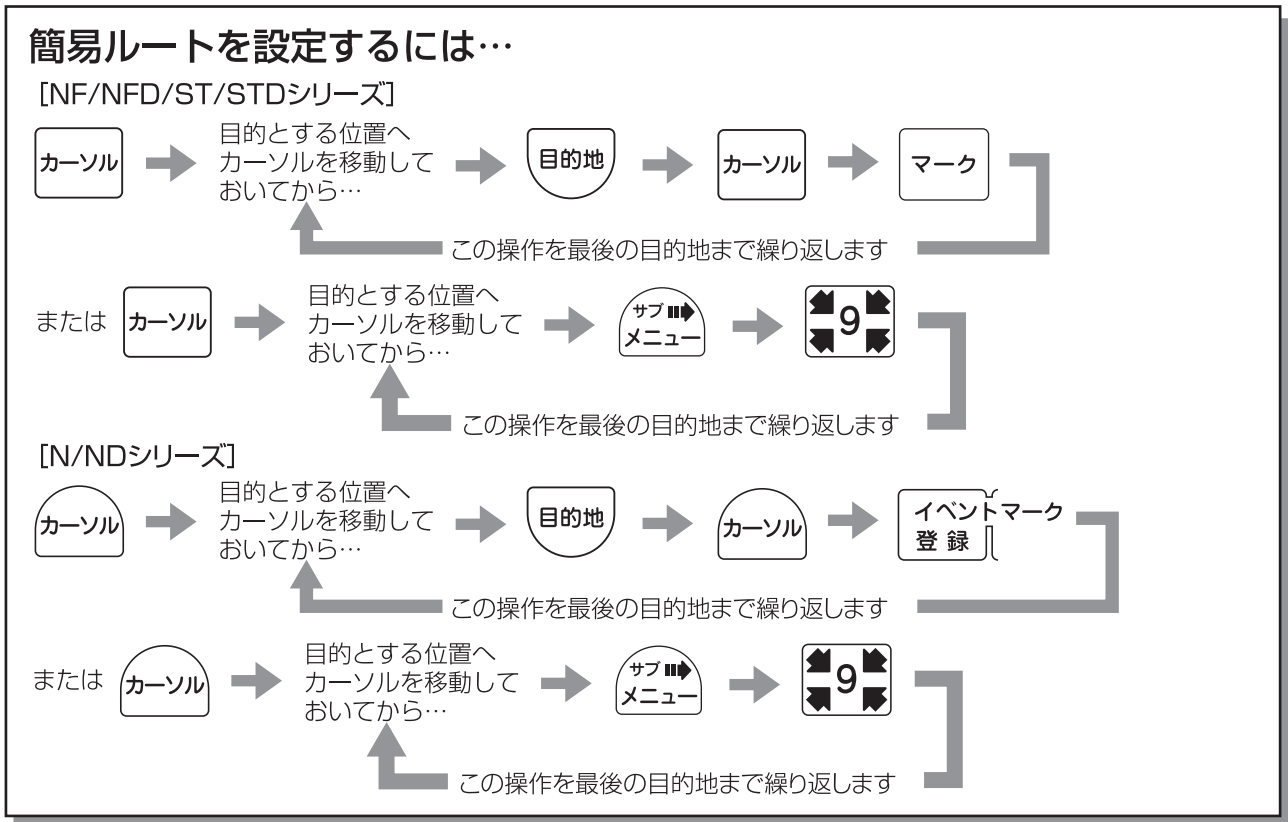 簡易ルートを設定するには…
[NF/NFD/ST/STDシリーズ]
カーソル
目的とする位置へ
カーソルを移動して
おいてから…
目的地
カーソル
マーク
この操作を最後の目的地まで繰り返します
または
カーソル
目的とする位置へ
カーソルを移動して
おいてから…
サブ
メニュー
9
この操作を最後の目的地まで繰り返します
[N/NDシリーズ]
カーソル
目的とする位置へ
カーソルを移動して
おいてから…
目的地
カーソル
イベントマーク
登録
この操作を最後の目的地まで繰り返します
または
カーソル
目的とする位置へ
カーソルを移動して
おいてから…
サブ
メニュー
9
この操作を最後の目的地まで繰り返します